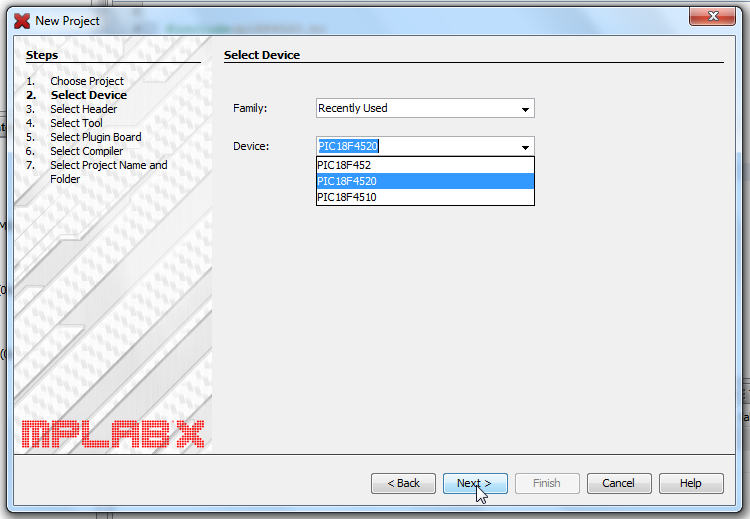 New Project
Steps
1. Choose Project
2. Select Device
3. Select Header
4. Select Tool
5. Select Plugin Board
6. Select Compiler
7. Select Project Name and
Folder
Select Device
Family: Recently Used
Device: PIC18F4520
PIC18F452
PIC18F4520
PIC18F4510
MPLAB X
< Back Next > Finish Cancel Help